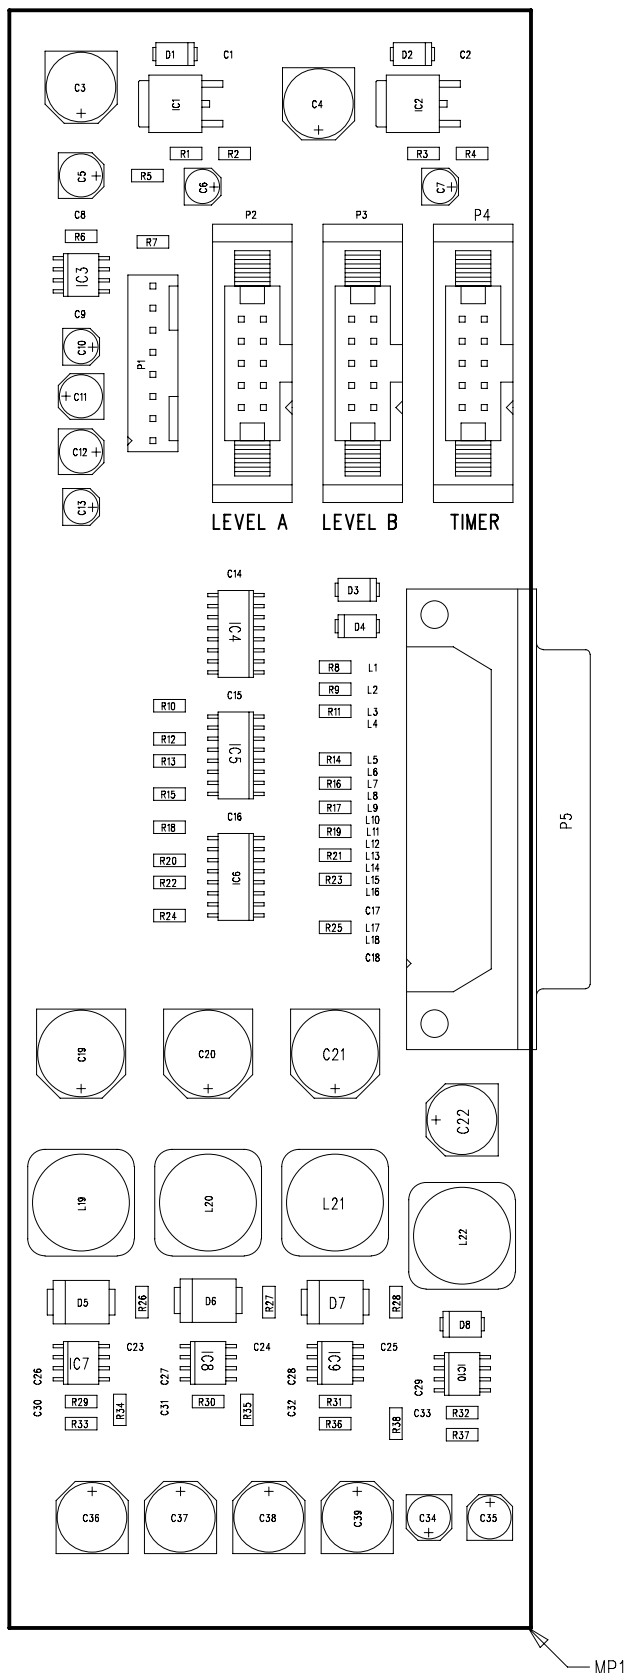 D1 C1 D2 C2
C3 IC1 C4 IC2
R1 R2 R3 R4
C5 R5 C6 C7
C8 P2 P3 P4
R6 R7
IC3
C9
C10 P1
C11
C12
C13
LEVEL A LEVEL B TIMER
C14 D3
IC4 D4
R8 L1
R9 L2
C15
R10 R11 L3
L4
R12
IC5 R14 L5
R13 L6
R16 L7
R15 L8
R17 L9
C16 L10
R18 R19 L11
L12
R20 R21 L13
L14
R22 IC6 R23 L15
L16
R24 C17
R25 L17
L18
C18
P5
C19 C20 C21
C22
L19 L20 L21
L22
D5 R26 D6 R27 D7 R28
D8
C23 C24 C25
C26 IC7 C27 IC8 C28 IC9
C29 IC10
R29 R30 R31
C30 R34 C31 R35 C32 C33 R32
R33 R36 R38
R37
C36 C37 C38 C39 C34 C35
MP1